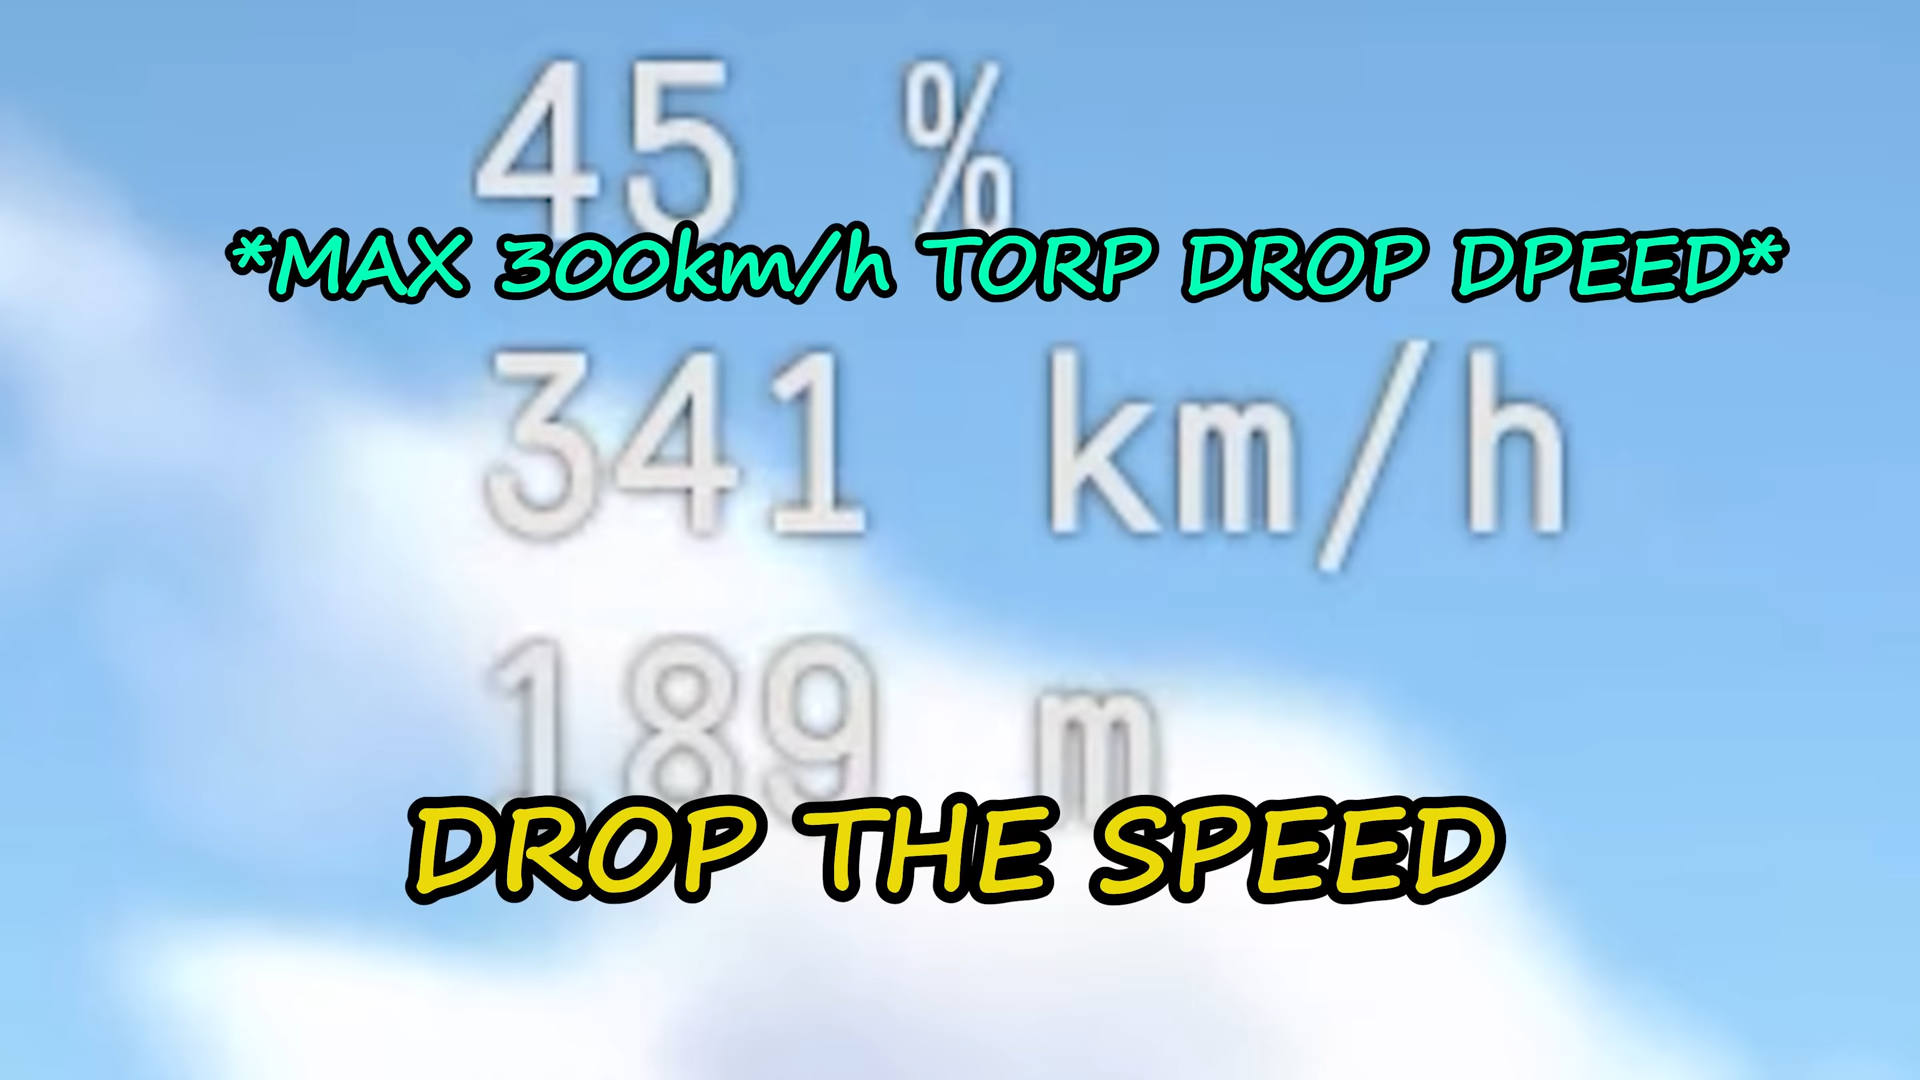 45 %
*MAX 300km/h TORP DROP DPEED*
341 km/h
189 m
DROP THE SPEED